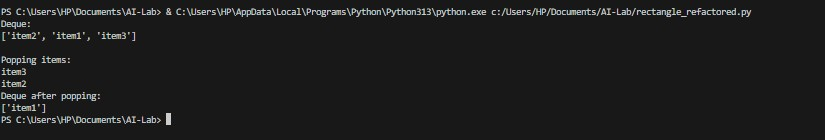 PS C:\Users\HP\Documents\AI-Lab> & C:\Users\HP\AppData\Local\Programs\Python\Python313\python.exe c:/Users/HP/Documents/AI-Lab/rectangle_refactored.py
Deque:
['item2', 'item1', 'item3']
Popping items:
item3
item2
Deque after popping:
['item1']
PS C:\Users\HP\Documents\AI-Lab>